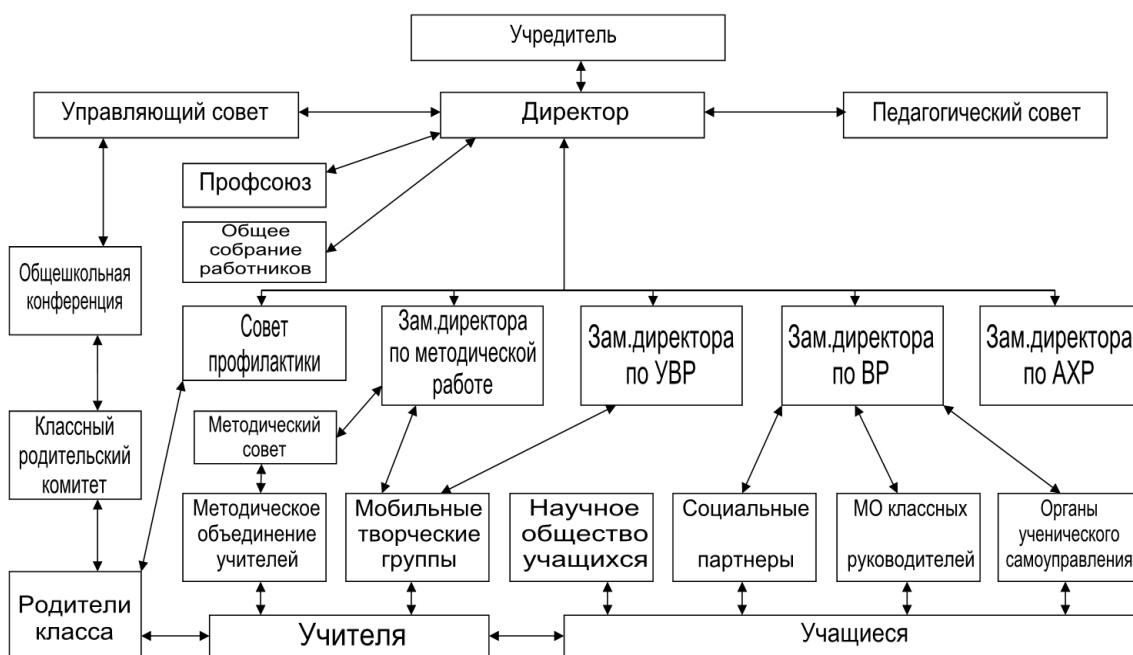 Учредитель
Управляющий совет
Директор
Педагогический совет
Профсоюз
Общее
собрание
работников
Общешкольная
конференция
Совет
профилактики
Зам.директора
по методической
работе
Зам.директора
по УВР
Зам.директора
по ВР
Зам.директора
по АХР
Классный
родительский
комитет
Методический
совет
Методическое
объединение
учителей
Мобильные
творческие
группы
Научное
общество
учащихся
Социальные
партнеры
МО классных
руководителей
Органы
ученического
самоуправления
Родители
класса
Учителя
Учащиеся